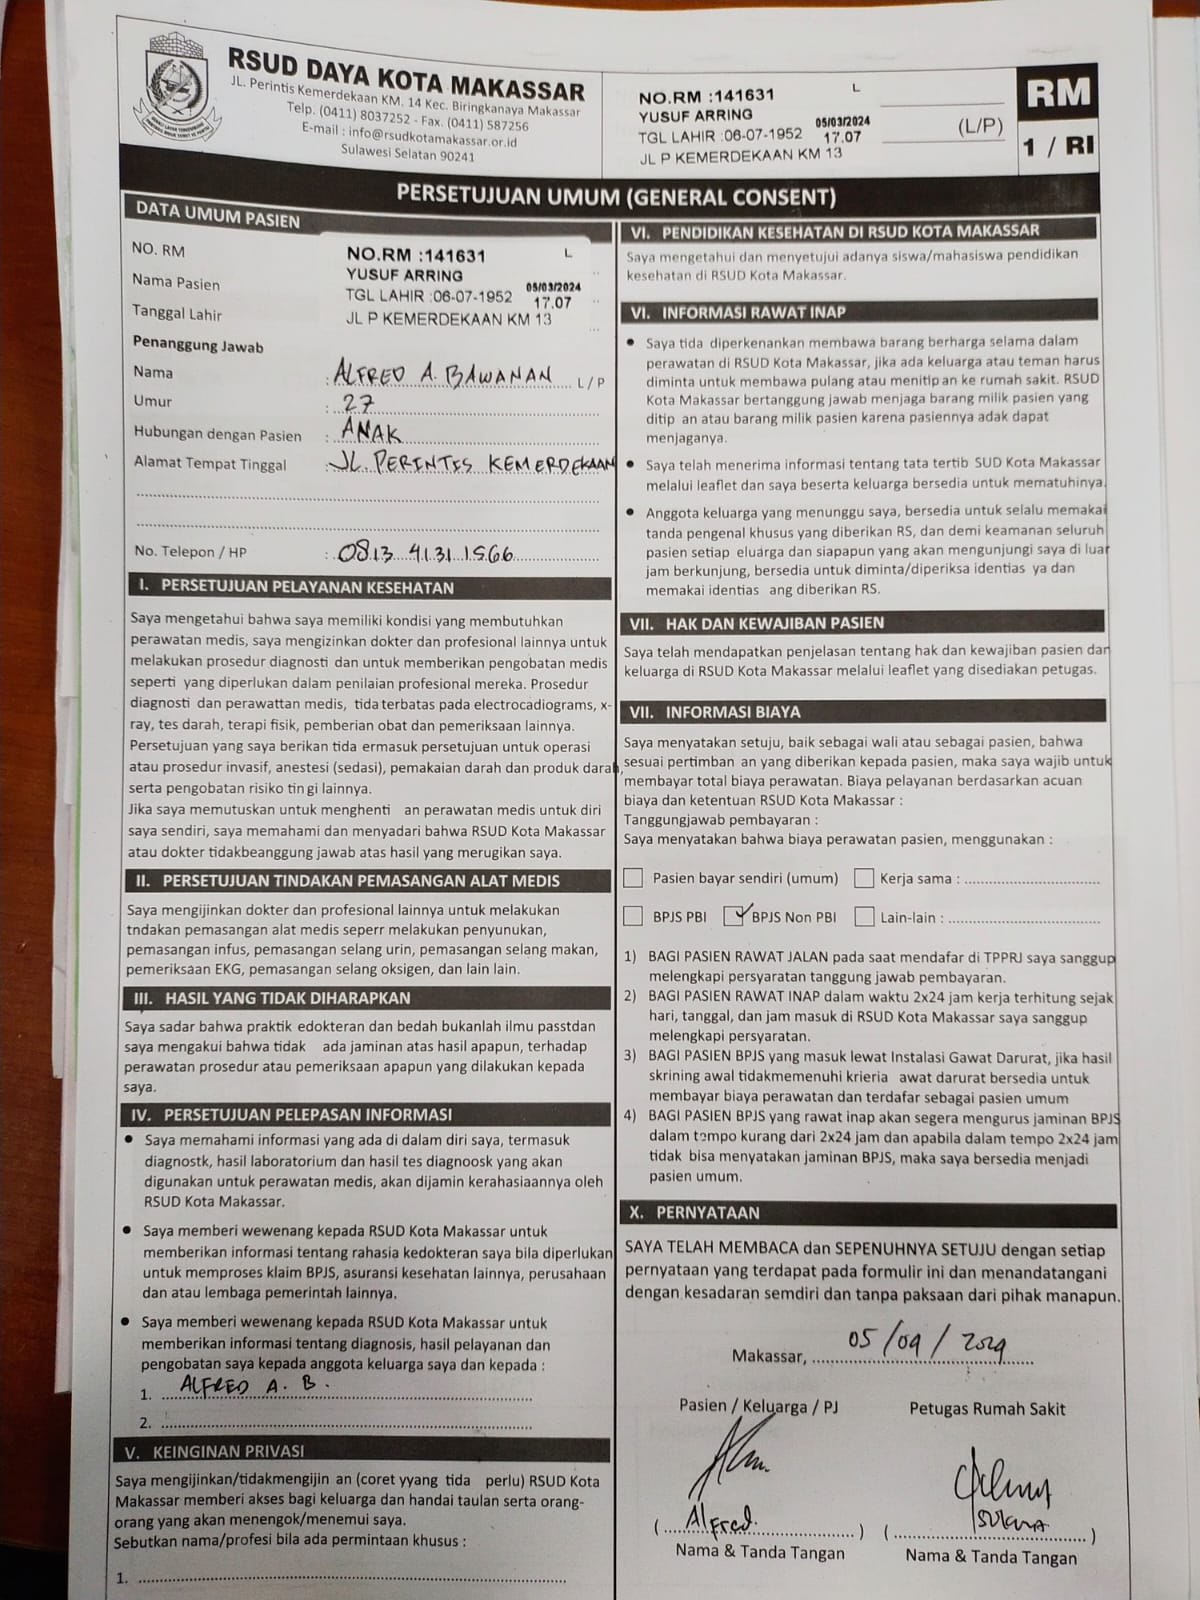 RSUD DAYA KOTA MAKASSAR
JL. Perintis Kemerdekaan KM. 14 Kec. Biringkanaya Makassar
Telp. (0411) 8037252 - Fax. (0411) 587256
E-mail : info@rsudkotamakassar.or.id
Sulawesi Selatan 90241
NO.RM :141631 L
YUSUF ARRING 05/03/2024
TGL LAHIR :06-07-1952 17.07
JL P KEMERDEKAAN KM 13
(L/P)
RM
1 / RI
PERSETUJUAN UMUM (GENERAL CONSENT)
DATA UMUM PASIEN
NO. RM
Nama Pasien
Tanggal Lahir
NO.RM :141631 L
YUSUF ARRING 05/03/2024
TGL LAHIR :06-07-1952 17.07
JL P KEMERDEKAAN KM 13
Penanggung Jawab
Nama : ALFRED A. BAWANAN L / P
Umur : 27
Hubungan dengan Pasien : ANAK
Alamat Tempat Tinggal : JL. PERINTIS KEMERDEKAAN
No. Telepon / HP : 0813 4131 1566
I. PERSETUJUAN PELAYANAN KESEHATAN
Saya mengetahui bahwa saya memiliki kondisi yang membutuhkan
perawatan medis, saya mengizinkan dokter dan profesional lainnya untuk
melakukan prosedur diagnosti dan untuk memberikan pengobatan medis
seperti yang diperlukan dalam penilaian profesional mereka. Prosedur
diagnosti dan perawattan medis, tida terbatas pada electrocadiograms, x-
ray, tes darah, terapi fisik, pemberian obat dan pemeriksaan lainnya.
Persetujuan yang saya berikan tida ermasuk persetujuan untuk operasi
atau prosedur invasif, anestesi (sedasi), pemakaian darah dan produk darah,
serta pengobatan risiko tin gi lainnya.
Jika saya memutuskan untuk menghenti an perawatan medis untuk diri
saya sendiri, saya memahami dan menyadari bahwa RSUD Kota Makassar
atau dokter tidakbeanggung jawab atas hasil yang merugikan saya.
II. PERSETUJUAN TINDAKAN PEMASANGAN ALAT MEDIS
Saya mengijinkan dokter dan profesional lainnya untuk melakukan
tndakan pemasangan alat medis seperr melakukan penyunukan,
pemasangan infus, pemasangan selang urin, pemasangan selang makan,
pemeriksaan EKG, pemasangan selang oksigen, dan lain lain.
III. HASIL YANG TIDAK DIHARAPKAN
Saya sadar bahwa praktik edokteran dan bedah bukanlah ilmu passtdan
saya mengakui bahwa tidak ada jaminan atas hasil apapun, terhadap
perawatan prosedur atau pemeriksaan apapun yang dilakukan kepada
saya.
IV. PERSETUJUAN PELEPASAN INFORMASI
• Saya memahami informasi yang ada di dalam diri saya, termasuk
diagnostk, hasil laboratorium dan hasil tes diagnoosk yang akan
digunakan untuk perawatan medis, akan dijamin kerahasiaannya oleh
RSUD Kota Makassar.
• Saya memberi wewenang kepada RSUD Kota Makassar untuk
memberikan informasi tentang rahasia kedokteran saya bila diperlukan
untuk memproses klaim BPJS, asuransi kesehatan lainnya, perusahaan
dan atau lembaga pemerintah lainnya.
• Saya memberi wewenang kepada RSUD Kota Makassar untuk
memberikan informasi tentang diagnosis, hasil pelayanan dan
pengobatan saya kepada anggota keluarga saya dan kepada :
1. ALFRED A. B.
2.
V. KEINGINAN PRIVASI
Saya mengijinkan/tidakmengijin an (coret yyang tida perlu) RSUD Kota
Makassar memberi akses bagi keluarga dan handai taulan serta orang-
orang yang akan menengok/menemui saya.
Sebutkan nama/profesi bila ada permintaan khusus :
1.
VI. PENDIDIKAN KESEHATAN DI RSUD KOTA MAKASSAR
Saya mengetahui dan menyetujui adanya siswa/mahasiswa pendidikan
kesehatan di RSUD Kota Makassar.
VI. INFORMASI RAWAT INAP
• Saya tida diperkenankan membawa barang berharga selama dalam
perawatan di RSUD Kota Makassar, jika ada keluarga atau teman harus
diminta untuk membawa pulang atau menitip an ke rumah sakit. RSUD
Kota Makassar bertanggung jawab menjaga barang milik pasien yang
ditip an atau barang milik pasien karena pasiennya adak dapat
menjaganya.
• Saya telah menerima informasi tentang tata tertib SUD Kota Makassar
melalui leaflet dan saya beserta keluarga bersedia untuk mematuhinya.
• Anggota keluarga yang menunggu saya, bersedia untuk selalu memakai
tanda pengenal khusus yang diberikan RS, dan demi keamanan seluruh
pasien setiap eluarga dan siapapun yang akan mengunjungi saya di luar
jam berkunjung, bersedia untuk diminta/diperiksa identias ya dan
memakai identias ang diberikan RS.
VII. HAK DAN KEWAJIBAN PASIEN
Saya telah mendapatkan penjelasan tentang hak dan kewajiban pasien dan
keluarga di RSUD Kota Makassar melalui leaflet yang disediakan petugas.
VII. INFORMASI BIAYA
Saya menyatakan setuju, baik sebagai wali atau sebagai pasien, bahwa
sesuai pertimban an yang diberikan kepada pasien, maka saya wajib untuk
membayar total biaya perawatan. Biaya pelayanan berdasarkan acuan
biaya dan ketentuan RSUD Kota Makassar :
Tanggungjawab pembayaran :
Saya menyatakan bahwa biaya perawatan pasien, menggunakan :
Pasien bayar sendiri (umum) Kerja sama :
BPJS PBI ✓ BPJS Non PBI Lain-lain :
1) BAGI PASIEN RAWAT JALAN pada saat mendafar di TPPRJ saya sanggup
melengkapi persyaratan tanggung jawab pembayaran.
2) BAGI PASIEN RAWAT INAP dalam waktu 2x24 jam kerja terhitung sejak
hari, tanggal, dan jam masuk di RSUD Kota Makassar saya sanggup
melengkapi persyaratan.
3) BAGI PASIEN BPJS yang masuk lewat Instalasi Gawat Darurat, jika hasil
skrining awal tidakmemenuhi krieria awat darurat bersedia untuk
membayar biaya perawatan dan terdafar sebagai pasien umum
4) BAGI PASIEN BPJS yang rawat inap akan segera mengurus jaminan BPJS
dalam tempo kurang dari 2x24 jam dan apabila dalam tempo 2x24 jam
tidak bisa menyatakan jaminan BPJS, maka saya bersedia menjadi
pasien umum.
X. PERNYATAAN
SAYA TELAH MEMBACA dan SEPENUHNYA SETUJU dengan setiap
pernyataan yang terdapat pada formulir ini dan menandatangani
dengan kesadaran semdiri dan tanpa paksaan dari pihak manapun.
Makassar, 05/09/2029
Pasien / Keluarga / PJ Petugas Rumah Sakit
( Alfred. ) ( )
Nama & Tanda Tangan Nama & Tanda Tangan